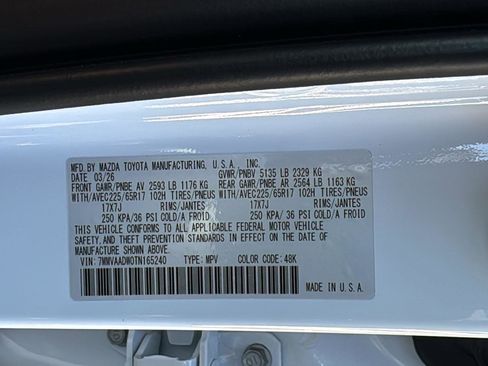 MFD.BY MAZDA TOYOTA MANUFACTURING, U.S.A., INC.
DATE 03/26 GVWR/PNBV 5135 LB 2329 KG
FRONT GAWR/PNBE AV 2593 LB 1176 KG REAR GAWR/PNBE AR 2564 LB 1163 KG
WITH/AVEC225/65R17 102H TIRES/PNEUS WITH/AVEC225/65R17 102H TIRES/PNEUS
17X7J RIMS/JANTES 17X7J RIMS/JANTES
250 KPA/36 PSI COLD/A FROID 250 KPA/ 36 PSI COLD/A FROID
THIS VEHICLE CONFORMS TO ALL APPLICABLE FEDERAL MOTOR VEHICLE
SAFETY AND BUMPER STANDARDS IN EFFECT ON THE DATE OF
MANUFACTURE SHOWN ABOVE.
VIN: 7MMVAADW0TN165240 TYPE: MPV COLOR CODE: 48K
MADE IN U.S.A.